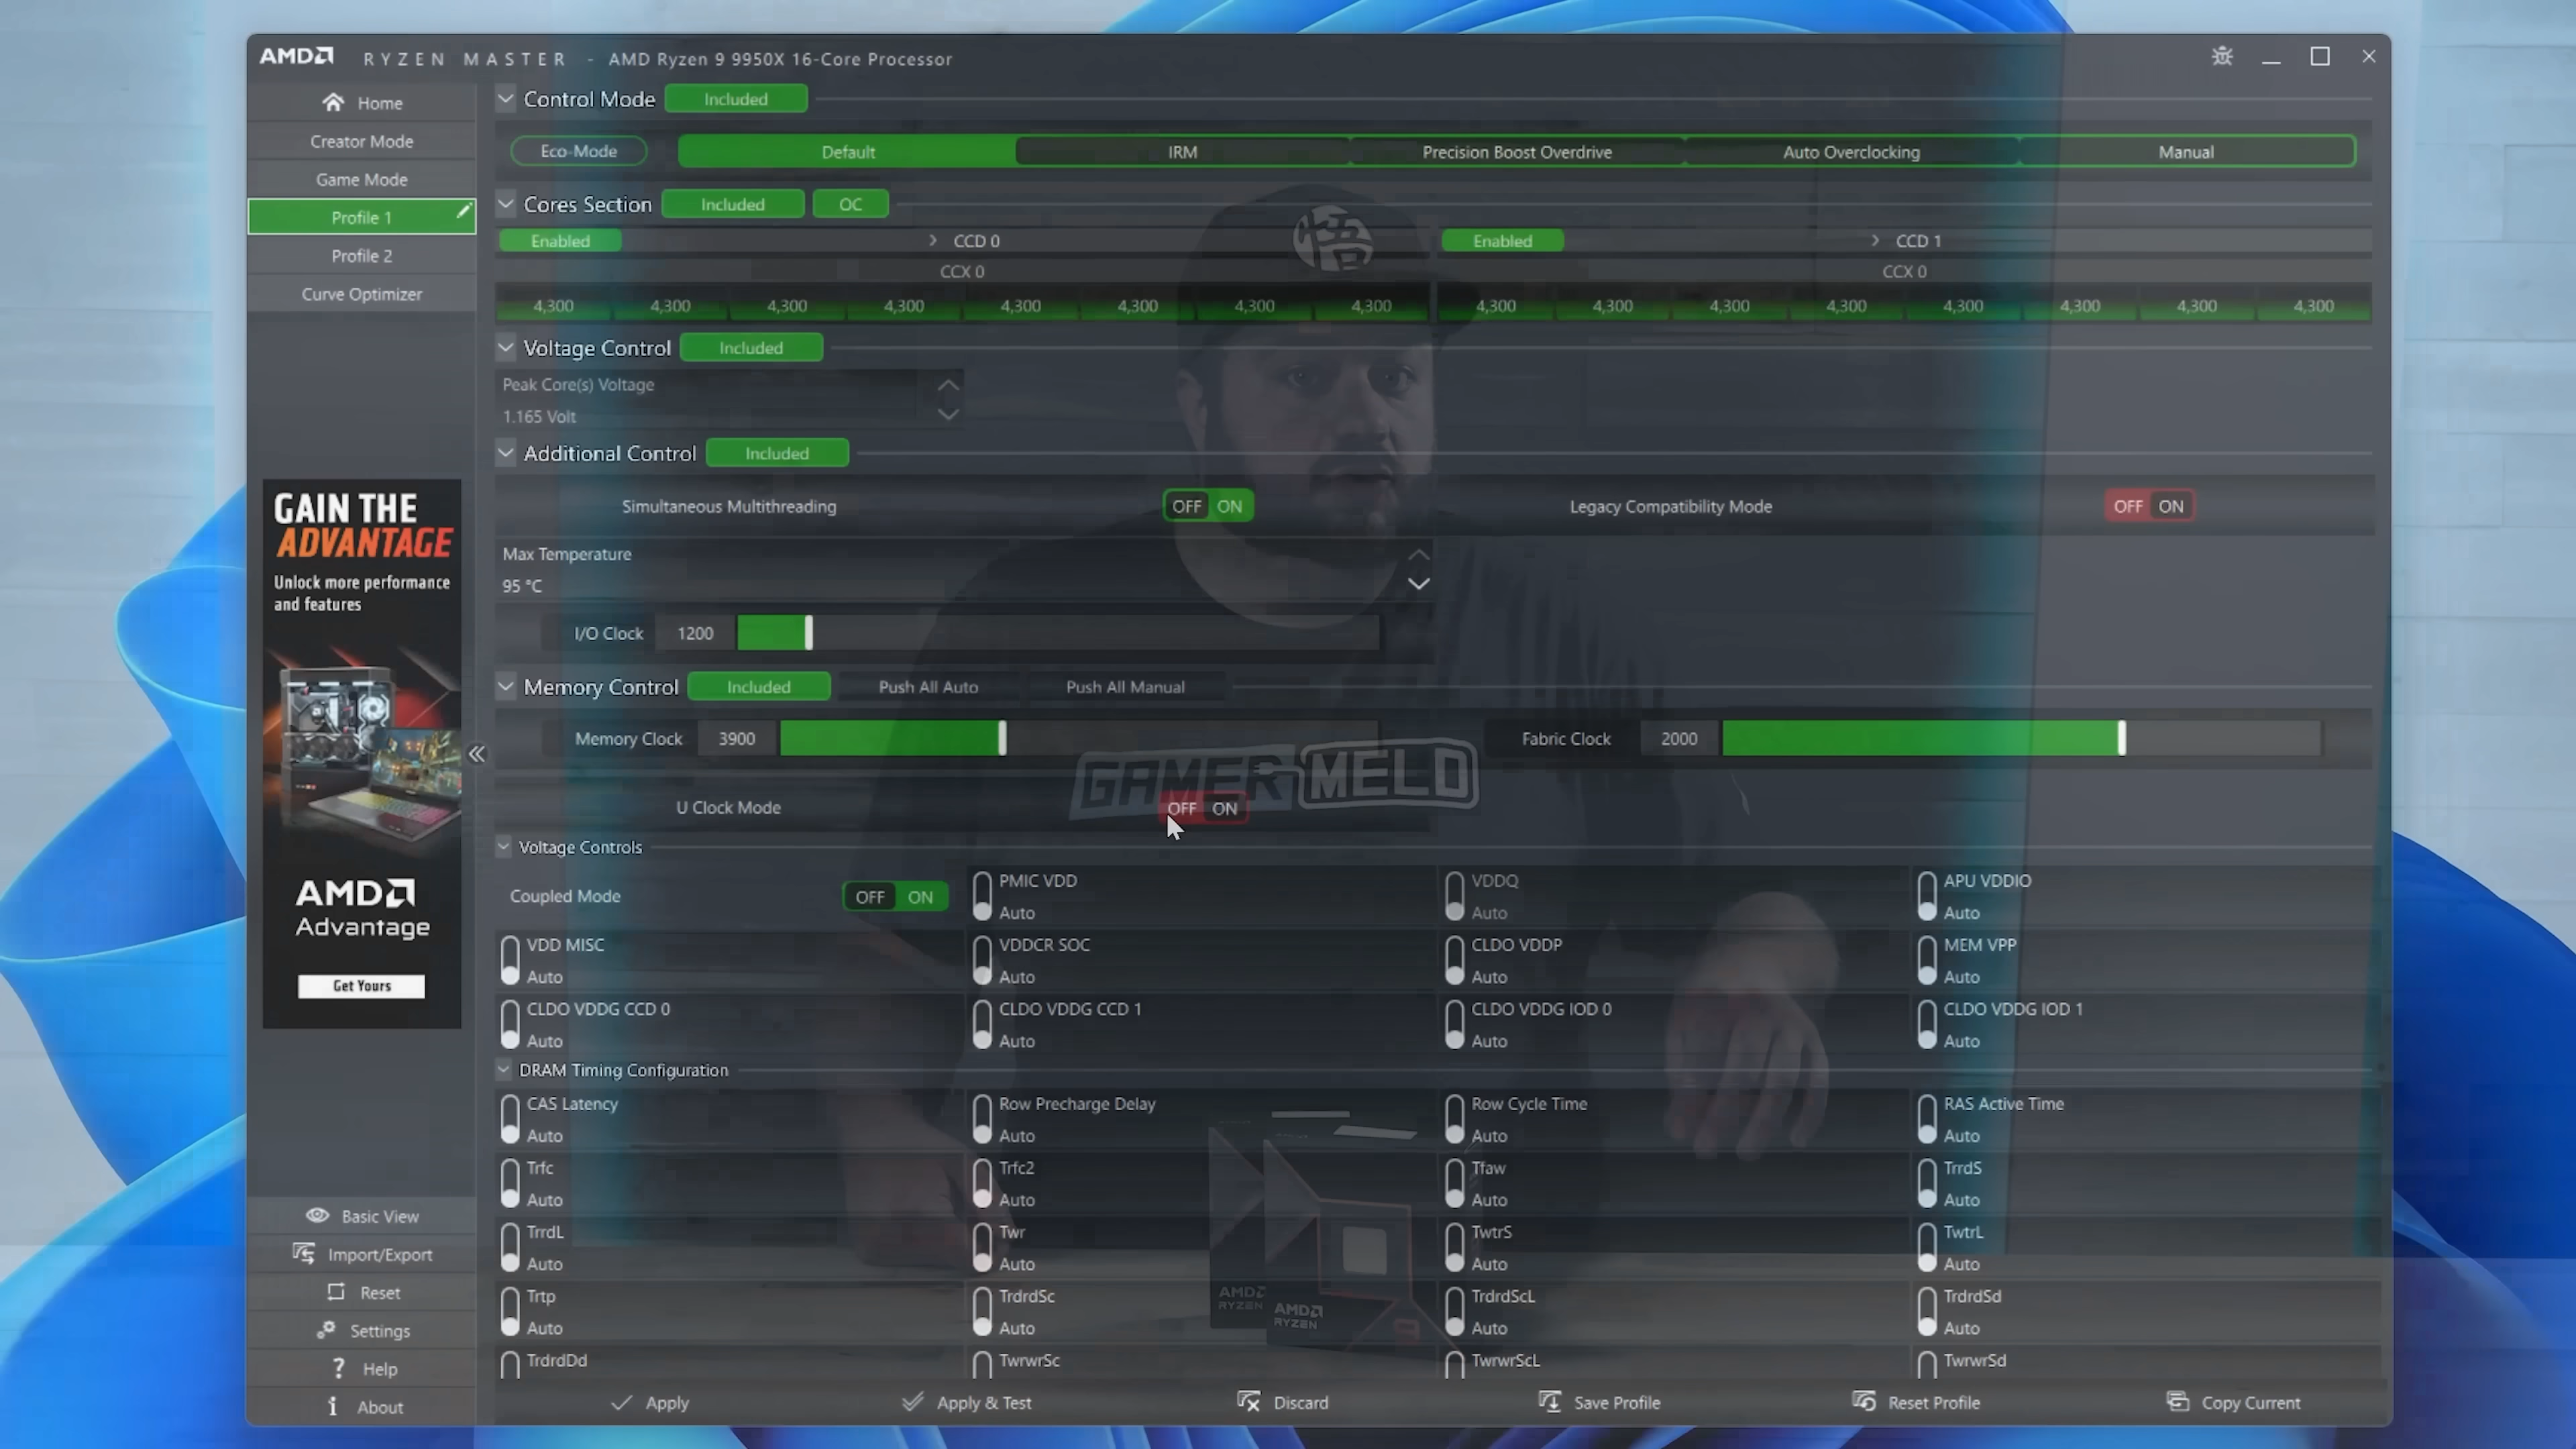 AMD RYZEN MASTER - AMD Ryzen 9 9950X 16-Core Processor
Home
Creator Mode
Game Mode
Profile 1
Profile 2
Curve Optimizer
GAIN THE
ADVANTAGE
Unlock more performance
and features
AMD
Advantage
Get Yours
Basic View
Import/Export
Reset
Settings
Help
About
Control Mode Included
Eco-Mode Default IRM Precision Boost Overdrive Auto Overclocking Manual
Cores Section Included OC
悟
Enabled CCD 0 Enabled CCD 1
CCX 0 CCX 0
4,300 4,300 4,300 4,300 4,300 4,300 4,300 4,300 4,300 4,300 4,300 4,300 4,300 4,300 4,300 4,300
Voltage Control Included
Peak Core(s) Voltage
1.165 Volt
Additional Control Included
Simultaneous Multithreading OFF ON Legacy Compatibility Mode OFF ON
Max Temperature
95 °C
I/O Clock 1200
Memory Control Included Push All Auto Push All Manual
Memory Clock 3900 Fabric Clock 2000
GAMER MELD
U Clock Mode OFF ON
Voltage Controls
Coupled Mode OFF ON
PMIC VDD VDDQ APU VDDIO
Auto Auto Auto
VDD MISC VDDCR SOC CLDO VDDP MEM VPP
Auto Auto Auto Auto
CLDO VDDG CCD 0 CLDO VDDG CCD 1 CLDO VDDG IOD 0 CLDO VDDG IOD 1
Auto Auto Auto Auto
DRAM Timing Configuration
CAS Latency Row Precharge Delay Row Cycle Time RAS Active Time
Auto Auto Auto Auto
Trfc Trfc2 Tfaw TrrdS
Auto Auto Auto Auto
TrrdL Twr TwtrS TwtrL
Auto Auto Auto Auto
Trtp TrdrdSc TrdrdScL TrdrdSd
Auto Auto Auto Auto
AMD
RYZEN
AMD
RYZEN
9
TrdrdDd TwrwrSc TwrwrScL TwrwrSd
Apply Apply & Test Discard Save Profile Reset Profile Copy Current